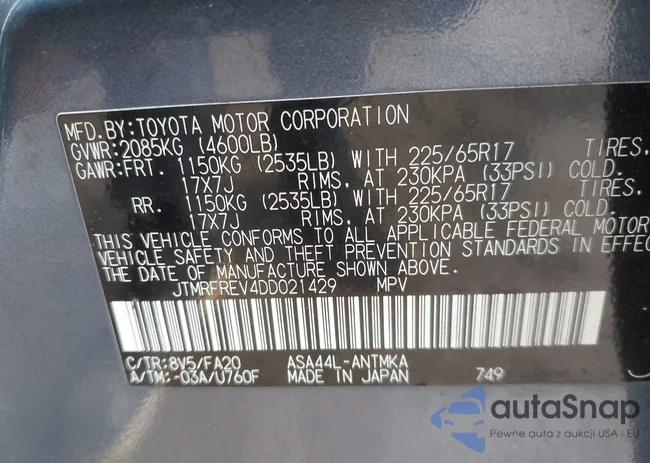 MFD.BY:TOYOTA MOTOR CORPORATION
GVWR:2085KG (4600LB)
GAWR:FRT. 1150KG (2535LB) WITH 225/65R17 TIRES,
17X7J RIMS, AT 230KPA (33PSI) COLD.
RR. 1150KG (2535LB) WITH 225/65R17 TIRES,
17X7J RIMS, AT 230KPA (33PSI) COLD.
THIS VEHICLE CONFORMS TO ALL APPLICABLE FEDERAL MOTOR
VEHICLE SAFETY AND THEFT PREVENTION STANDARDS IN EFFEC
THE DATE OF MANUFACTURE SHOWN ABOVE.
JTMRFREV4DD021429 MPV
C/TR:8V5/FA20 ASA44L-ANTMKA
A/TM:-03A/U760F MADE IN JAPAN 749
autaSnap
Pewne auta z aukcji USA i EU